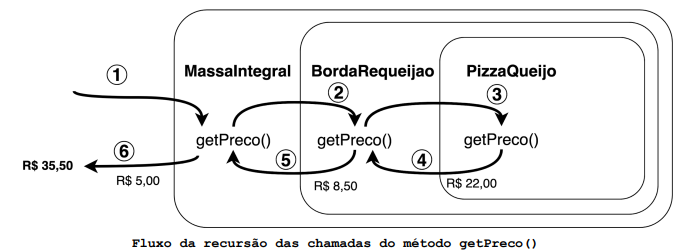 ①
MassaIntegral BordaRequeijao PizzaQueijo
② ③
getPreco() getPreco() getPreco()
⑥ ⑤ ④
R$ 35,50
R$ 5,00 R$ 8,50 R$ 22,00
Fluxo da recursão das chamadas do método getPreco()